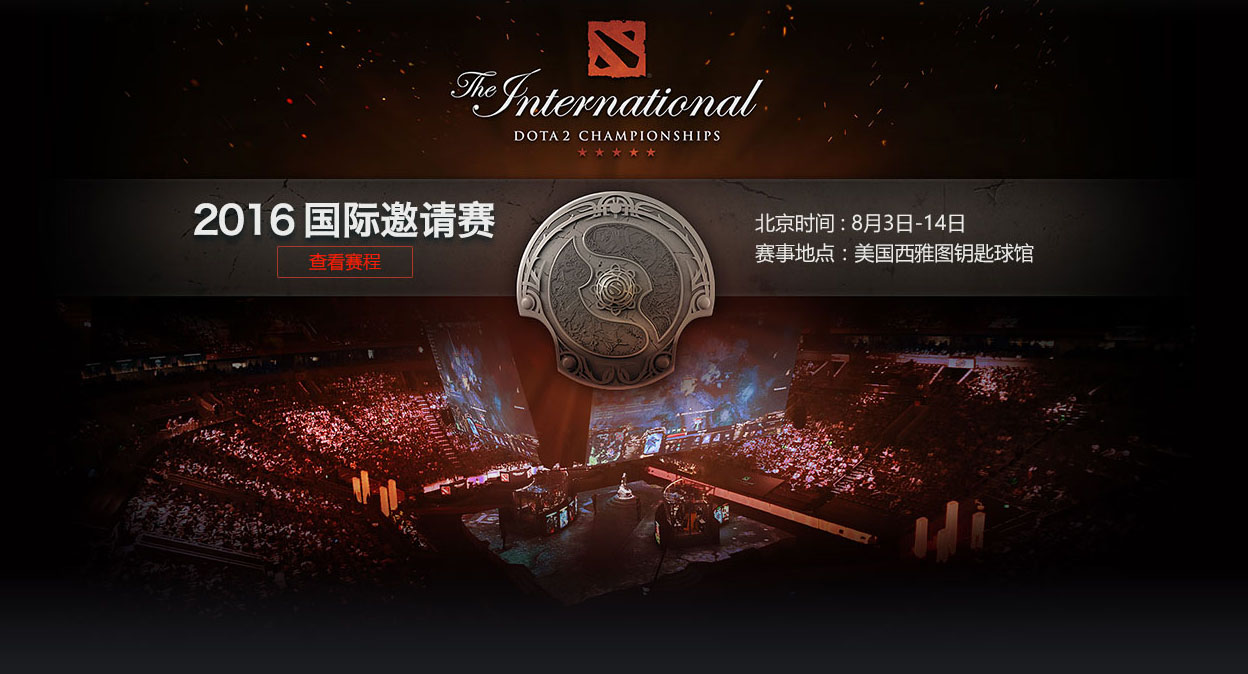 The International
DOTA 2 CHAMPIONSHIPS
2016 国际邀请赛
查看赛程
北京时间 : 8月3日-14日
赛事地点：美国西雅图钥匙球馆